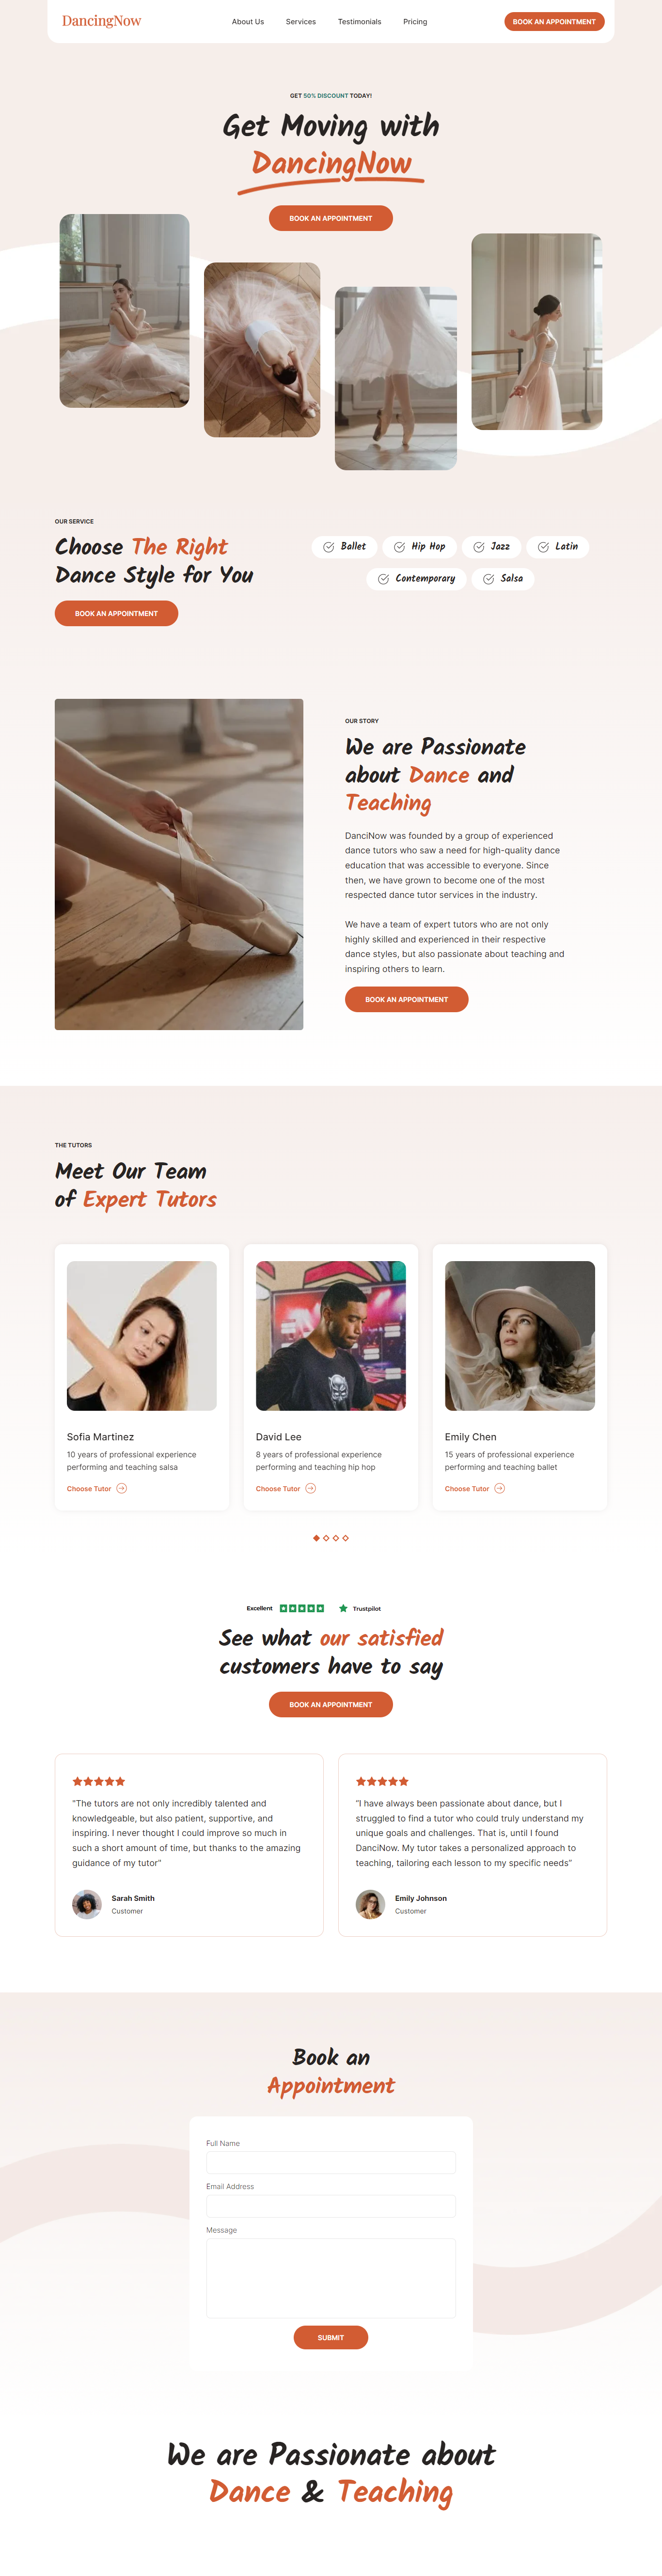 DancingNow
About Us
Services
Testimonials
Pricing
BOOK AN APPOINTMENT
GET 50% DISCOUNT TODAY!
Get Moving with
DancingNow
BOOK AN APPOINTMENT
OUR SERVICE
Choose The Right
Dance Style for You
BOOK AN APPOINTMENT
Ballet
Hip Hop
Jazz
Latin
Contemporary
Salsa
OUR STORY
We are Passionate
about Dance and
Teaching
DanciNow was founded by a group of experienced
dance tutors who saw a need for high-quality dance
education that was accessible to everyone. Since
then, we have grown to become one of the most
respected dance tutor services in the industry.
We have a team of expert tutors who are not only
highly skilled and experienced in their respective
dance styles, but also passionate about teaching and
inspiring others to learn.
BOOK AN APPOINTMENT
THE TUTORS
Meet Our Team
of Expert Tutors
Sofia Martinez
10 years of professional experience
performing and teaching salsa
Choose Tutor
David Lee
8 years of professional experience
performing and teaching hip hop
Choose Tutor
Emily Chen
15 years of professional experience
performing and teaching ballet
Choose Tutor
Excellent
Trustpilot
See what our satisfied
customers have to say
BOOK AN APPOINTMENT
"The tutors are not only incredibly talented and
knowledgeable, but also patient, supportive, and
inspiring. I never thought I could improve so much in
such a short amount of time, but thanks to the amazing
guidance of my tutor"
Sarah Smith
Customer
"I have always been passionate about dance, but I
struggled to find a tutor who could truly understand my
unique goals and challenges. That is, until I found
DanciNow. My tutor takes a personalized approach to
teaching, tailoring each lesson to my specific needs"
Emily Johnson
Customer
Book an
Appointment
Full Name
Email Address
Message
SUBMIT
We are Passionate about
Dance & Teaching